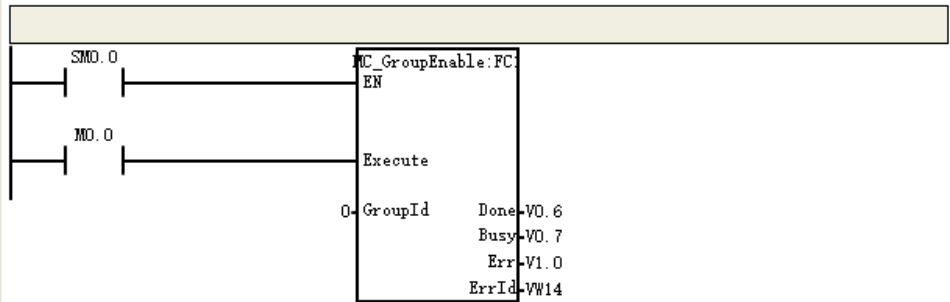 SM0.0
MC_GroupEnable:FC1
EN
M0.0
Execute
0 GroupId Done V0.6
Busy V0.7
Err V1.0
ErrId VW14